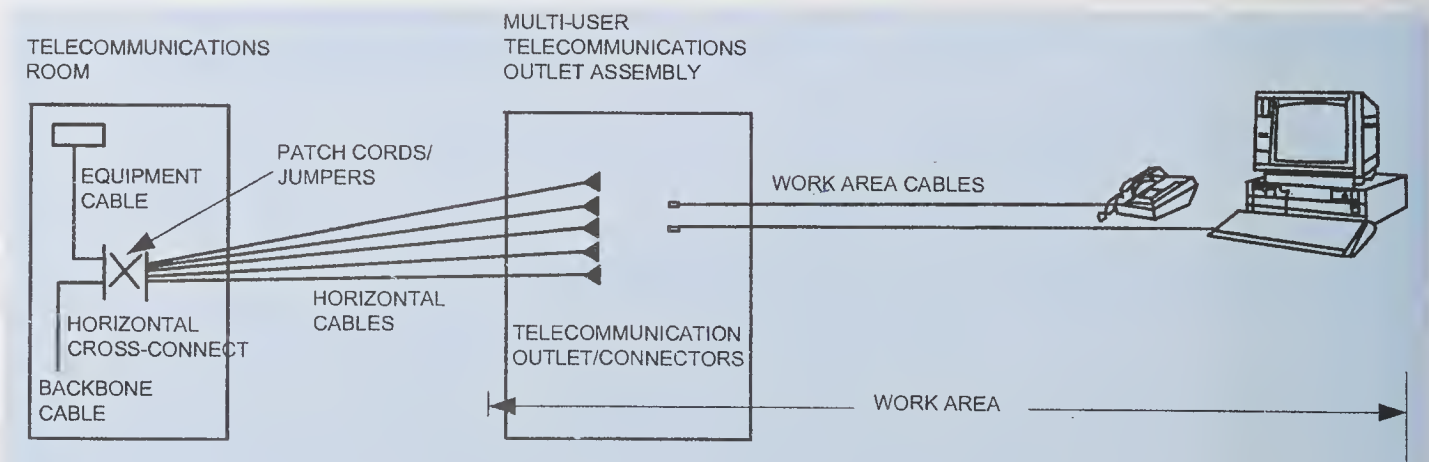 TELECOMMUNICATIONS
ROOM
MULTI-USER
TELECOMMUNICATIONS
OUTLET ASSEMBLY
EQUIPMENT
CABLE
PATCH CORDS/
JUMPERS
HORIZONTAL
CROSS-CONNECT
BACKBONE
CABLE
HORIZONTAL
CABLES
TELECOMMUNICATION
OUTLET/CONNECTORS
WORK AREA CABLES
WORK AREA